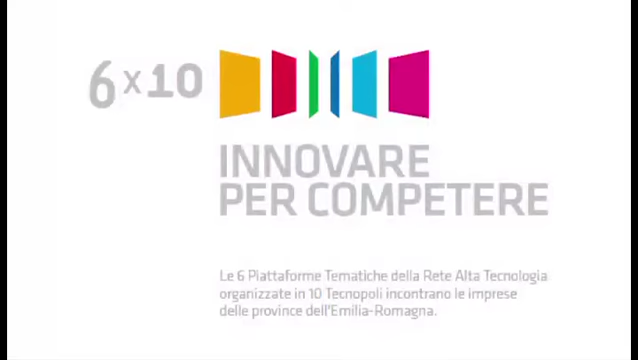 6x10
INNOVARE
PER COMPETERE
Le 6 Piattaforme Tematiche della Rete Alta Tecnologia
organizzate in 10 Tecnopoli incontrano le imprese
delle province dell'Emilia-Romagna.